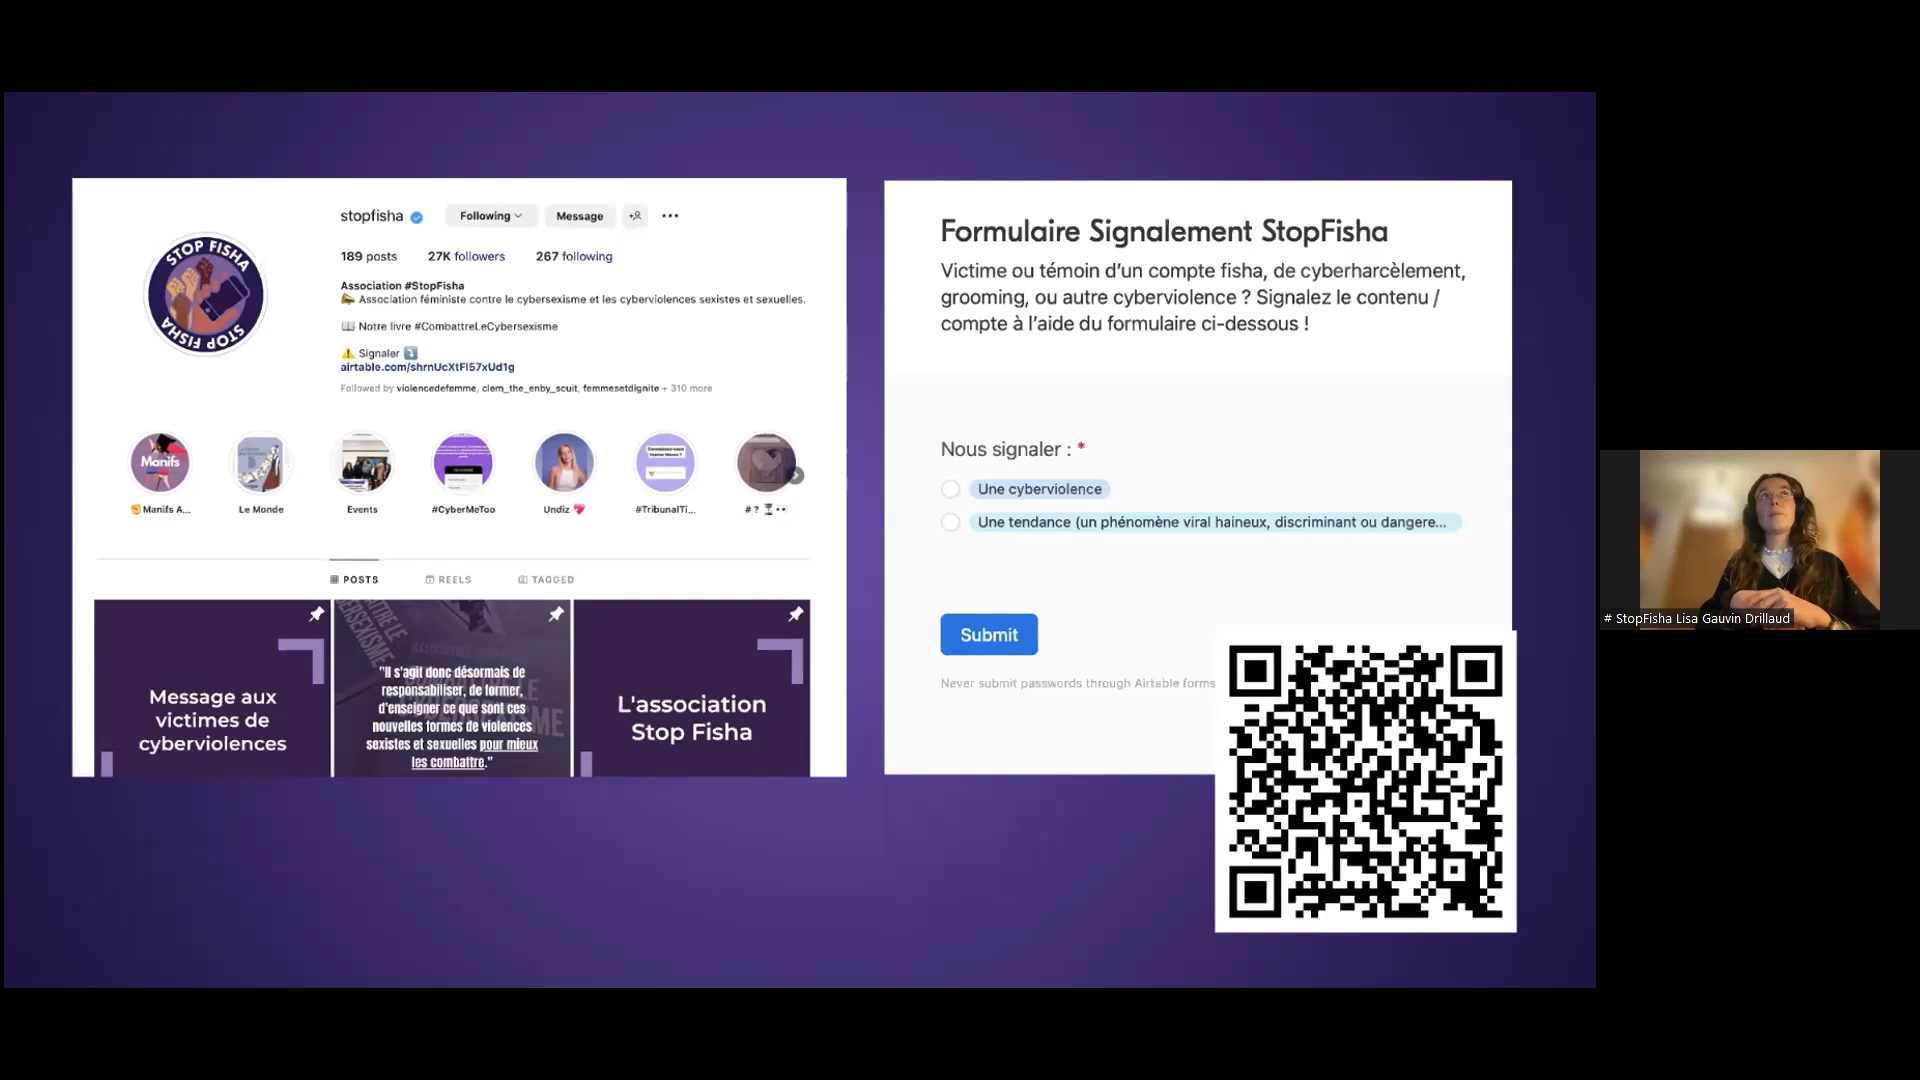 stopfisha
Following
Message
189 posts
27K followers
267 following
Association #StopFisha
Association féministe contre le cybersexisme et les cyberviolences sexistes et sexuelles.
Notre livre #CombattreLeCybersexisme
Signaler
airtable.com/shrnUcXtFI57xUd1g
Followed by violencedefemme, clem_the_enby_scuit, femmesetdignite + 310 more
STOP FISHA
STOP FISHA
Manifs
Manifs A...
Le Monde
Events
#CyberMeToo
Undiz
#TribunalTi...
# ?
POSTS
REELS
TAGGED
Message aux
victimes de
cyberviolences
"Il s'agit donc désormais de
responsabiliser, de former,
d'enseigner ce que sont ces
nouvelles formes de violences
sexistes et sexuelles pour mieux
les combattre."
L'association
Stop Fisha
Formulaire Signalement StopFisha
Victime ou témoin d'un compte fisha, de cyberharcèlement,
grooming, ou autre cyberviolence ? Signalez le contenu /
compte à l'aide du formulaire ci-dessous !
Nous signaler : *
Une cyberviolence
Une tendance (un phénomène viral haineux, discriminant ou dangere...
Submit
Never submit passwords through Airtable forms
# StopFisha Lisa Gauvin Drillaud